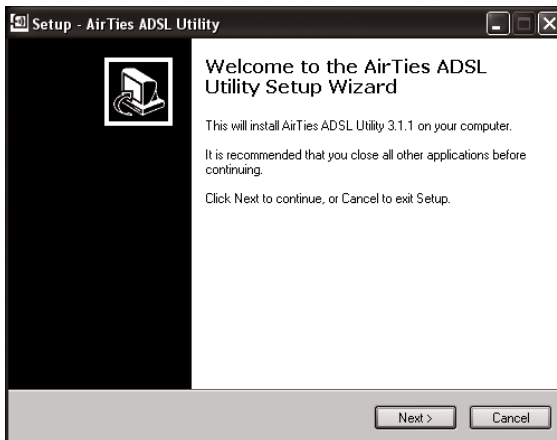 Setup - AirTies ADSL Utility
Welcome to the AirTies ADSL
Utility Setup Wizard
This will install AirTies ADSL Utility 3.1.1 on your computer.
It is recommended that you close all other applications before
continuing.
Click Next to continue, or Cancel to exit Setup.
Next >
Cancel